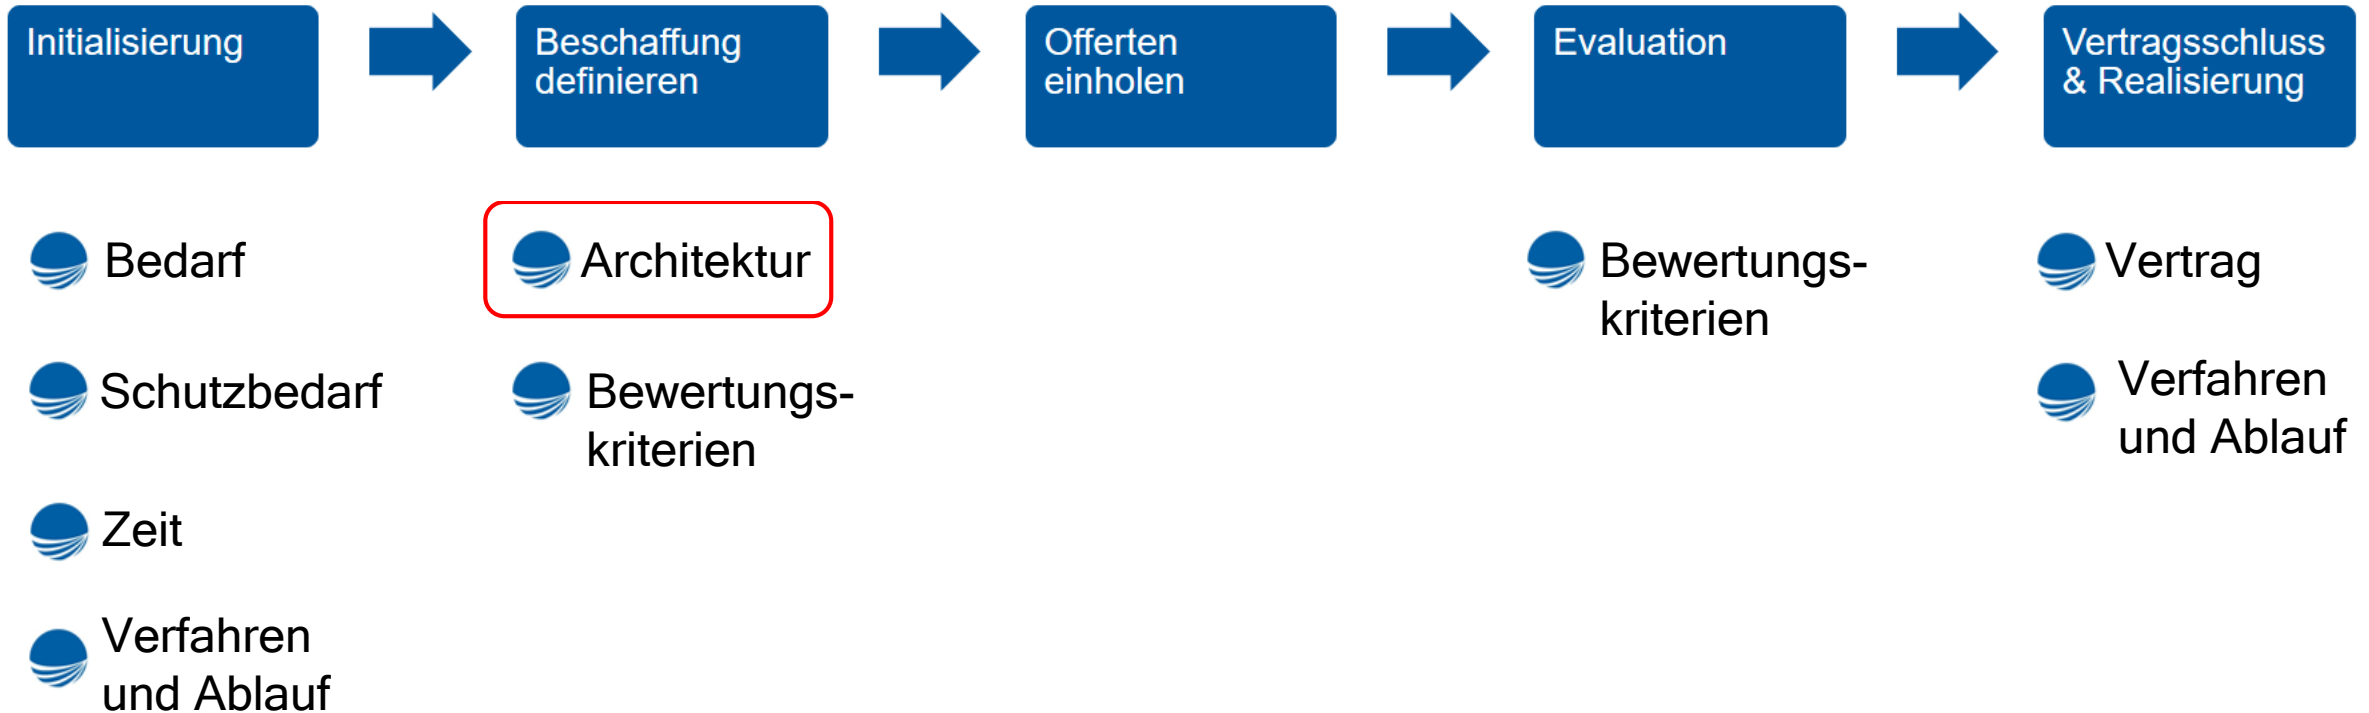 Initialisierung
Beschaffung
definieren
Offerten
einholen
Evaluation
Vertragsschluss
& Realisierung
Bedarf
Schutzbedarf
Zeit
Verfahren
und Ablauf
Architektur
Bewertungs-
kriterien
Bewertungs-
kriterien
Vertrag
Verfahren
und Ablauf